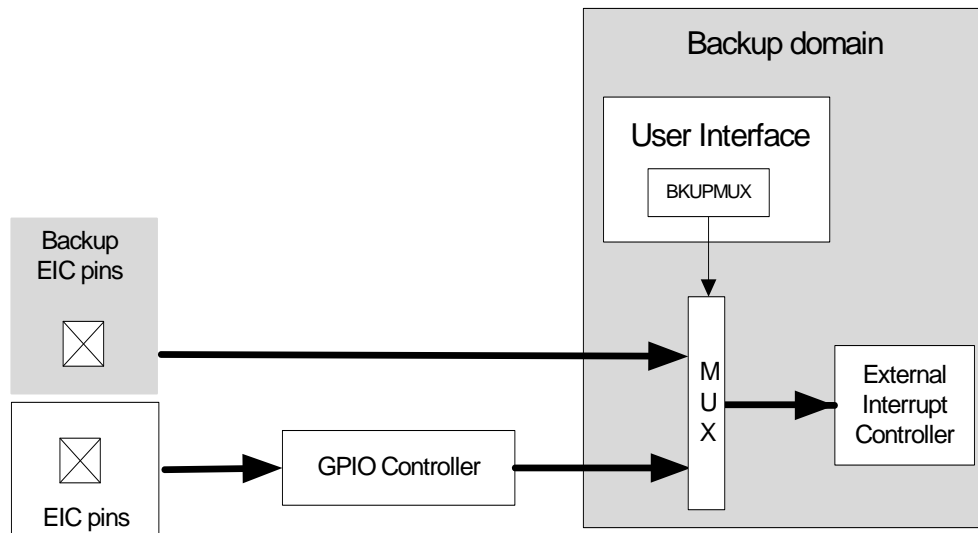 Backup domain
User Interface
BKUPMUX
Backup
EIC pins
M
U
X
External
Interrupt
Controller
GPIO Controller
EIC pins